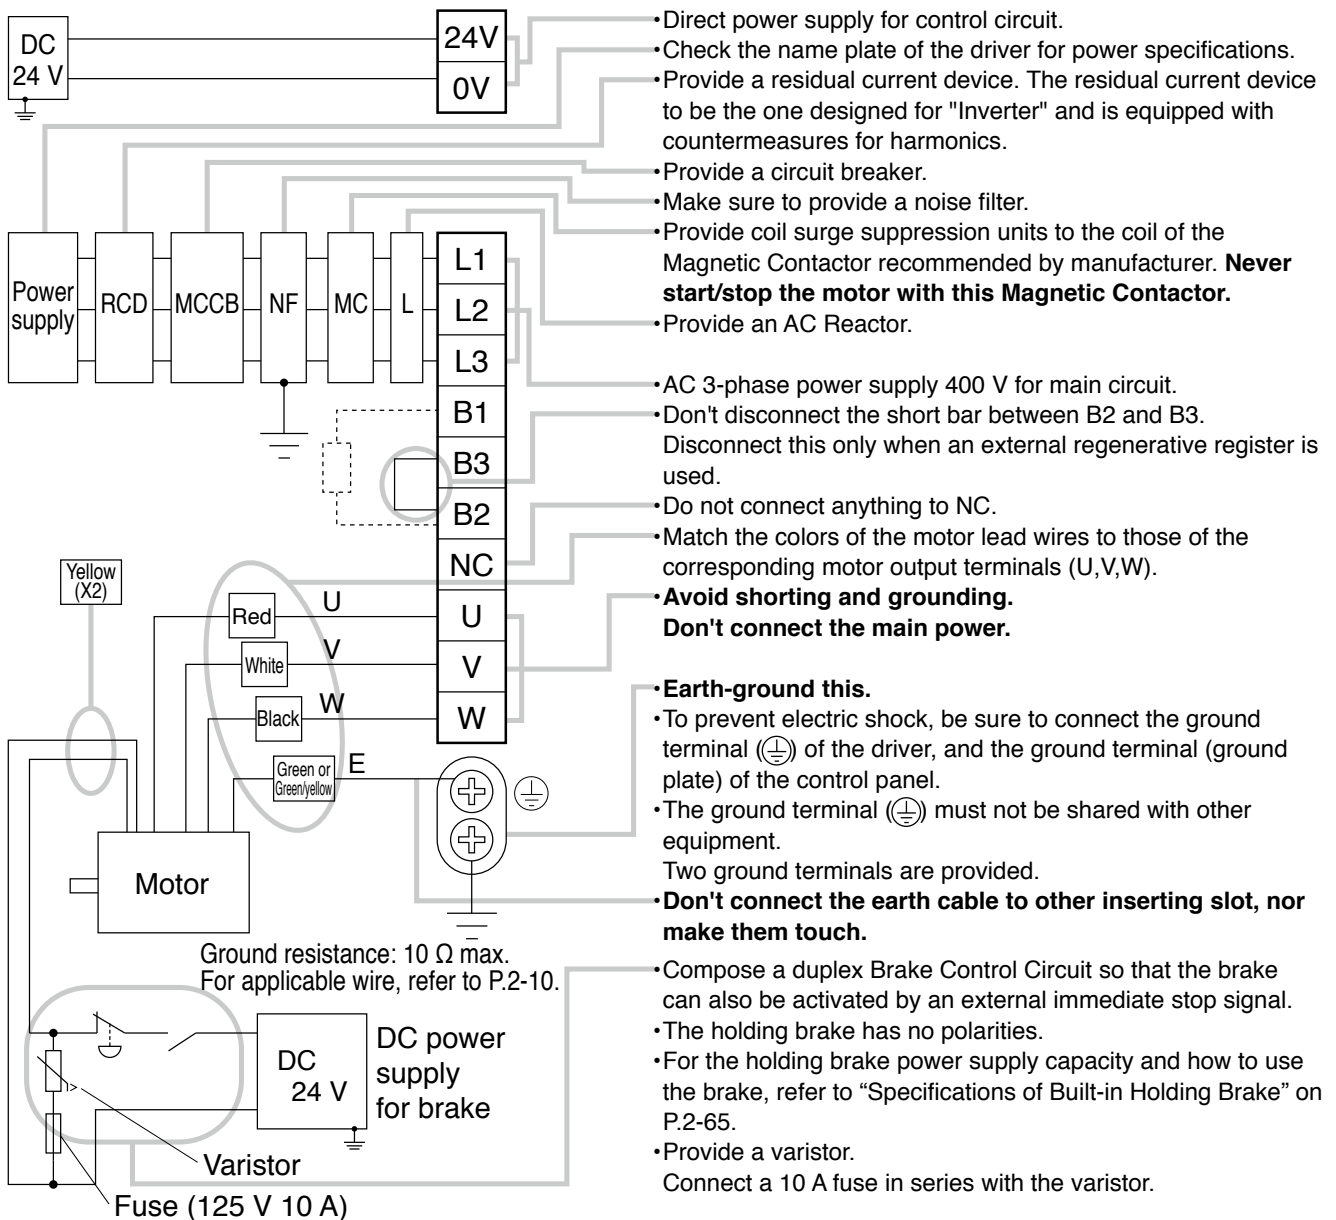 DC
24 V
24V
0V
Power
supply
RCD
MCCB
NF
MC
L
L1
L2
L3
B1
B3
B2
NC
U
V
W
Yellow
(X2)
Red
U
White
V
Black
W
Green or
Green/yellow
E
Motor
Ground resistance: 10 Ω max.
For applicable wire, refer to P.2-10.
DC
24 V
DC power
supply
for brake
Varistor
Fuse (125 V 10 A)
・Direct power supply for control circuit.
・Check the name plate of the driver for power specifications.
・Provide a residual current device. The residual current device
to be the one designed for "Inverter" and is equipped with
countermeasures for harmonics.
・Provide a circuit breaker.
・Make sure to provide a noise filter.
・Provide coil surge suppression units to the coil of the
Magnetic Contactor recommended by manufacturer. Never
start/stop the motor with this Magnetic Contactor.
・Provide an AC Reactor.
・AC 3-phase power supply 400 V for main circuit.
・Don't disconnect the short bar between B2 and B3.
Disconnect this only when an external regenerative register is
used.
・Do not connect anything to NC.
・Match the colors of the motor lead wires to those of the
corresponding motor output terminals (U,V,W).
・Avoid shorting and grounding.
Don't connect the main power.
・Earth-ground this.
・To prevent electric shock, be sure to connect the ground
terminal (⏚) of the driver, and the ground terminal (ground
plate) of the control panel.
・The ground terminal (⏚) must not be shared with other
equipment.
Two ground terminals are provided.
・Don't connect the earth cable to other inserting slot, nor
make them touch.
・Compose a duplex Brake Control Circuit so that the brake
can also be activated by an external immediate stop signal.
・The holding brake has no polarities.
・For the holding brake power supply capacity and how to use
the brake, refer to “Specifications of Built-in Holding Brake” on
P.2-65.
・Provide a varistor.
Connect a 10 A fuse in series with the varistor.